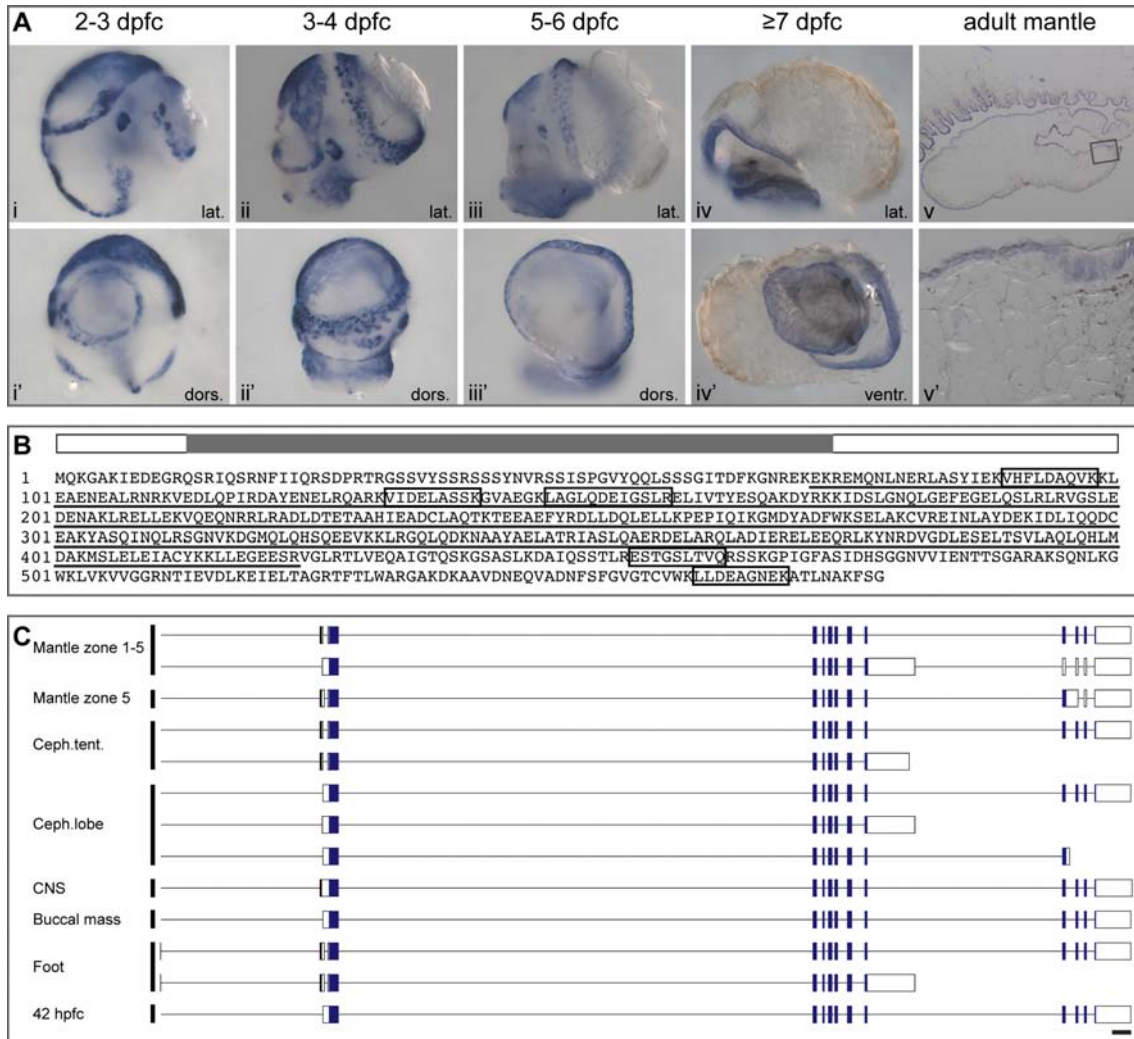 A
2-3 dpfc 3-4 dpfc 5-6 dpfc ≥7 dpfc adult mantle
i lat. ii lat. iii lat. iv lat. v
i' dors. ii' dors. iii' dors. iv' ventr. v'
B
1 MQKGAKIEDEGRQSRIQSRNFIIQRSDPRTRGSSVYSSRSSSYNVRSSISPGVYQQLSSSGITDFKGNREKEKREMQNLNERLASYIEKVHFLDAQVKKL
101 EAENEALRNRKVEDLQPIRDAYENELRQARKVIDELASSKGVAEGKLAGLQDEIGSLRELIVTYESQAKDYRKKIDSLGNQLGEFEGELQSLRLRVGSLE
201 DENAKLRELLEKVQEQNRRLRADLDTETAAHIEADCLAQTKTEEAEFYRDLLDQLELLKPEPIQIKGMDYADFWKSELAKCVREINLAYDEKIDLIQQDC
301 EAKYASQINQLRSGNVKDGMQLQHSQEEVKKLRGQLQDKNAAYAELATRIASLQAERDELARQLADIERELEEQRLKYNRDVGDLESELTSVLAQLQHLM
401 DAKMSLELEIACYKKLLEGEESRVGLRTLVEQAIGTQSKGSASLKDAIQSSTLRESTGSLTVQRSSKGPIGFASIDHSGGNVVIENTTSGARAKSQNLKG
501 WKLVKVVGGRNTIEVDLKEIELTAGRTFTLWARGAKDKAAVDNEQVADNFSFGVGTCVWKLLDEAGNEKATLNAKFSG
C
Mantle zone 1-5
Mantle zone 5
Ceph.tent.
Ceph.lobe
CNS
Buccal mass
Foot
42 hpfc